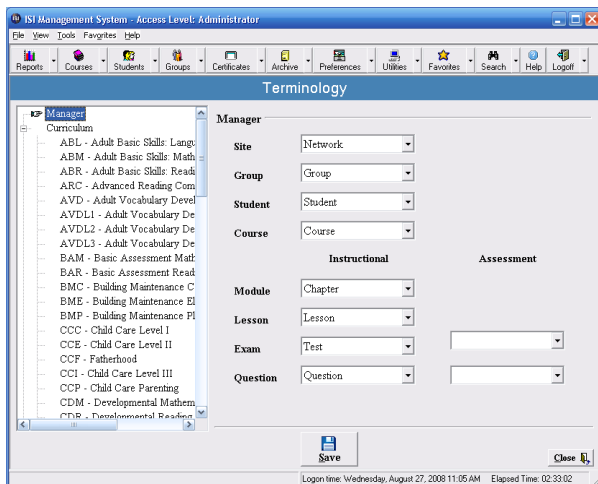 ISI Management System - Access Level: Administrator
File View Tools Favorites Help
Reports Courses Students Groups Certificates Archive Preferences Utilities Favorites Search Help Logoff
Terminology
Manager
Curriculum
ABL - Adult Basic Skills: Langu
ABM - Adult Basic Skills: Math
ABR - Adult Basic Skills: Readi
ARC - Advanced Reading Com
AVD - Adult Vocabulary Devel
AVDL1 - Adult Vocabulary De
AVDL2 - Adult Vocabulary De
AVDL3 - Adult Vocabulary De
BAM - Basic Assessment Math
BAR - Basic Assessment Read
BMC - Building Maintenance C
BME - Building Maintenance El
BMP - Building Maintenance Pl
CCC - Child Care Level I
CCE - Child Care Level II
CCF - Fatherhood
CCI - Child Care Level III
CCP - Child Care Parenting
CDM - Developmental Mathem
CDR - Developmental Reading
Manager
Site Network
Group Group
Student Student
Course Course
Instructional Assessment
Module Chapter
Lesson Lesson
Exam Test
Question Question
Save
Close
Logon time: Wednesday, August 27, 2008 11:05 AM Elapsed Time: 02:33:02